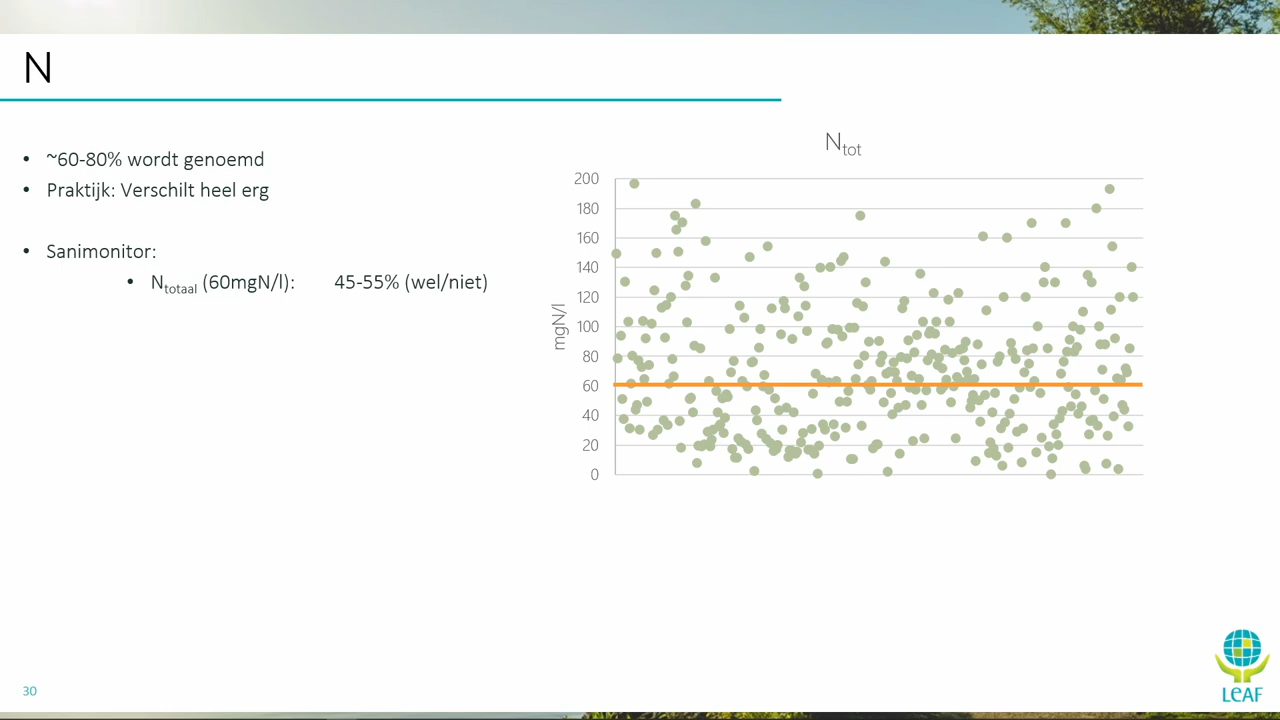 N
• ~60-80% wordt genoemd
• Praktijk: Verschilt heel erg
• Sanimonitor:
• Ntotaal (60mgN/l): 45-55% (wel/niet)
Ntot
200
180
160
140
120
100
80
60
40
20
0
mgN/l
30
LeAF